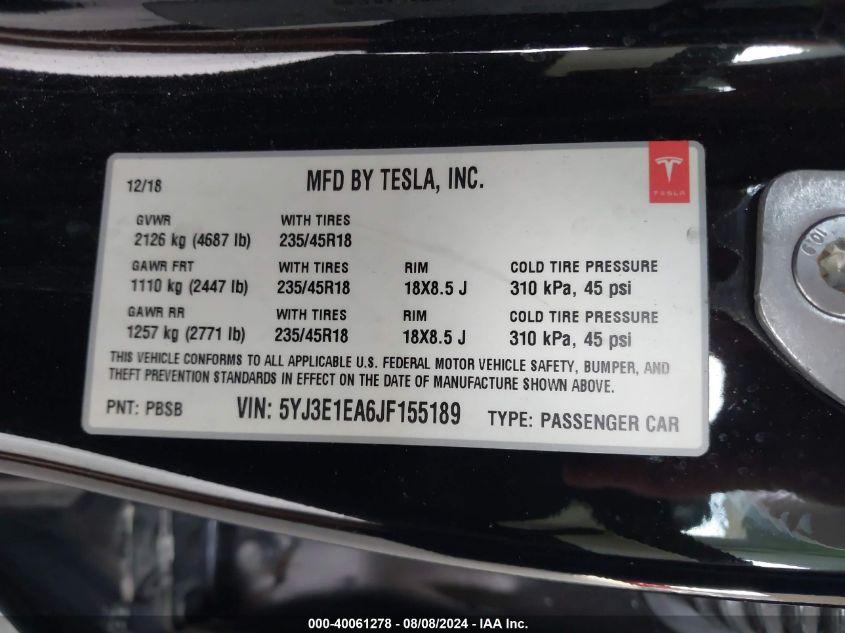 12/18 MFD BY TESLA, INC.
TESLA
GVWR WITH TIRES
2126 kg (4687 lb) 235/45R18
GAWR FRT WITH TIRES RIM COLD TIRE PRESSURE
1110 kg (2447 lb) 235/45R18 18X8.5 J 310 kPa, 45 psi
GAWR RR WITH TIRES RIM COLD TIRE PRESSURE
1257 kg (2771 lb) 235/45R18 18X8.5 J 310 kPa, 45 psi
THIS VEHICLE CONFORMS TO ALL APPLICABLE U.S. FEDERAL MOTOR VEHICLE SAFETY, BUMPER, AND
THEFT PREVENTION STANDARDS IN EFFECT ON THE DATE OF MANUFACTURE SHOWN ABOVE.
PNT: PBSB VIN: 5YJ3E1EA6JF155189 TYPE: PASSENGER CAR
000-40061278 - 08/08/2024 - IAA Inc.